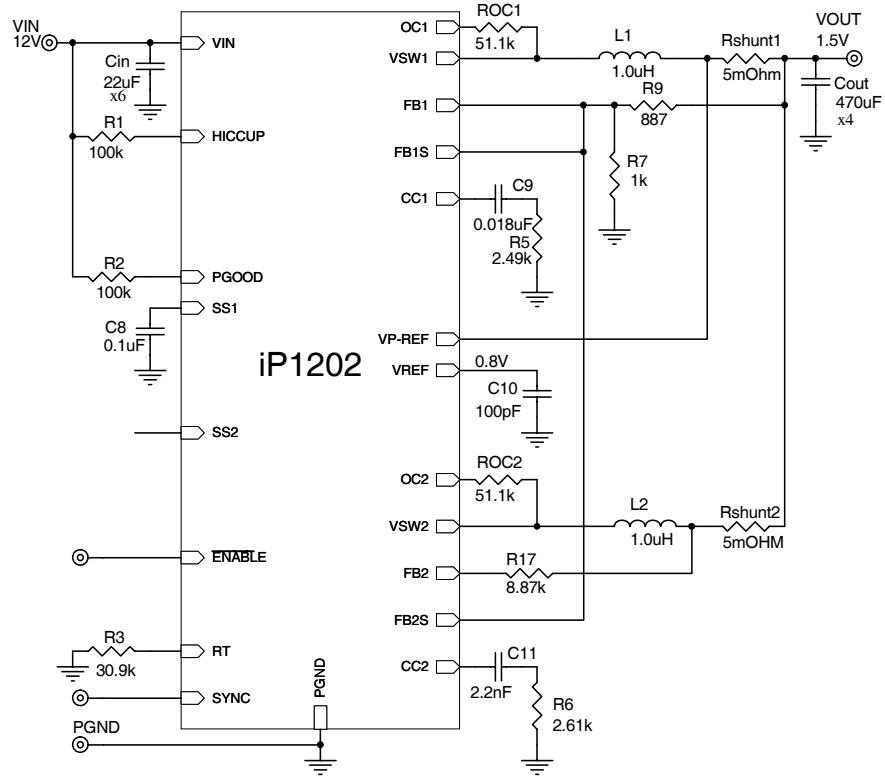 VIN
12V
Cin
22uF
x6
R1
100k
R2
100k
C8
0.1uF
R3
30.9k
PGND
VIN
HICCUP
PGOOD
SS1
SS2
ENABLE
RT
SYNC
PGND
iP1202
OC1
VSW1
FB1
FB1S
CC1
VP-REF
VREF
OC2
VSW2
FB2
FB2S
CC2
ROC1
51.1k
L1
1.0uH
Rshunt1
5mOhm
VOUT
1.5V
Cout
470uF
x4
R9
887
R7
1k
C9
0.018uF
R5
2.49k
0.8V
C10
100pF
ROC2
51.1k
L2
1.0uH
Rshunt2
5mOHM
R17
8.87k
C11
2.2nF
R6
2.61k